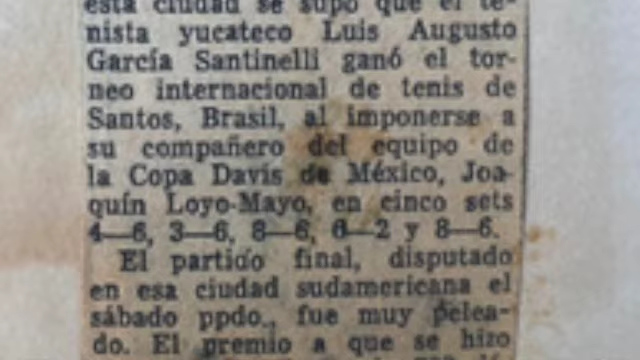 esta ciudad se supo que el te-
nista yucateco Luis Augusto
García Santinelli ganó el tor-
neo internacional de tenis de
Santos, Brasil, al imponerse a
su compañero del equipo de
la Copa Davis de México, Joa-
quín Loyo-Mayo, en cinco sets
4—6, 3—6, 8—6, 6—2 y 8—6.
El partido final, disputado
en esa ciudad sudamericana el
sábado ppdo., fue muy pelea-
do. El premio a que se hizo